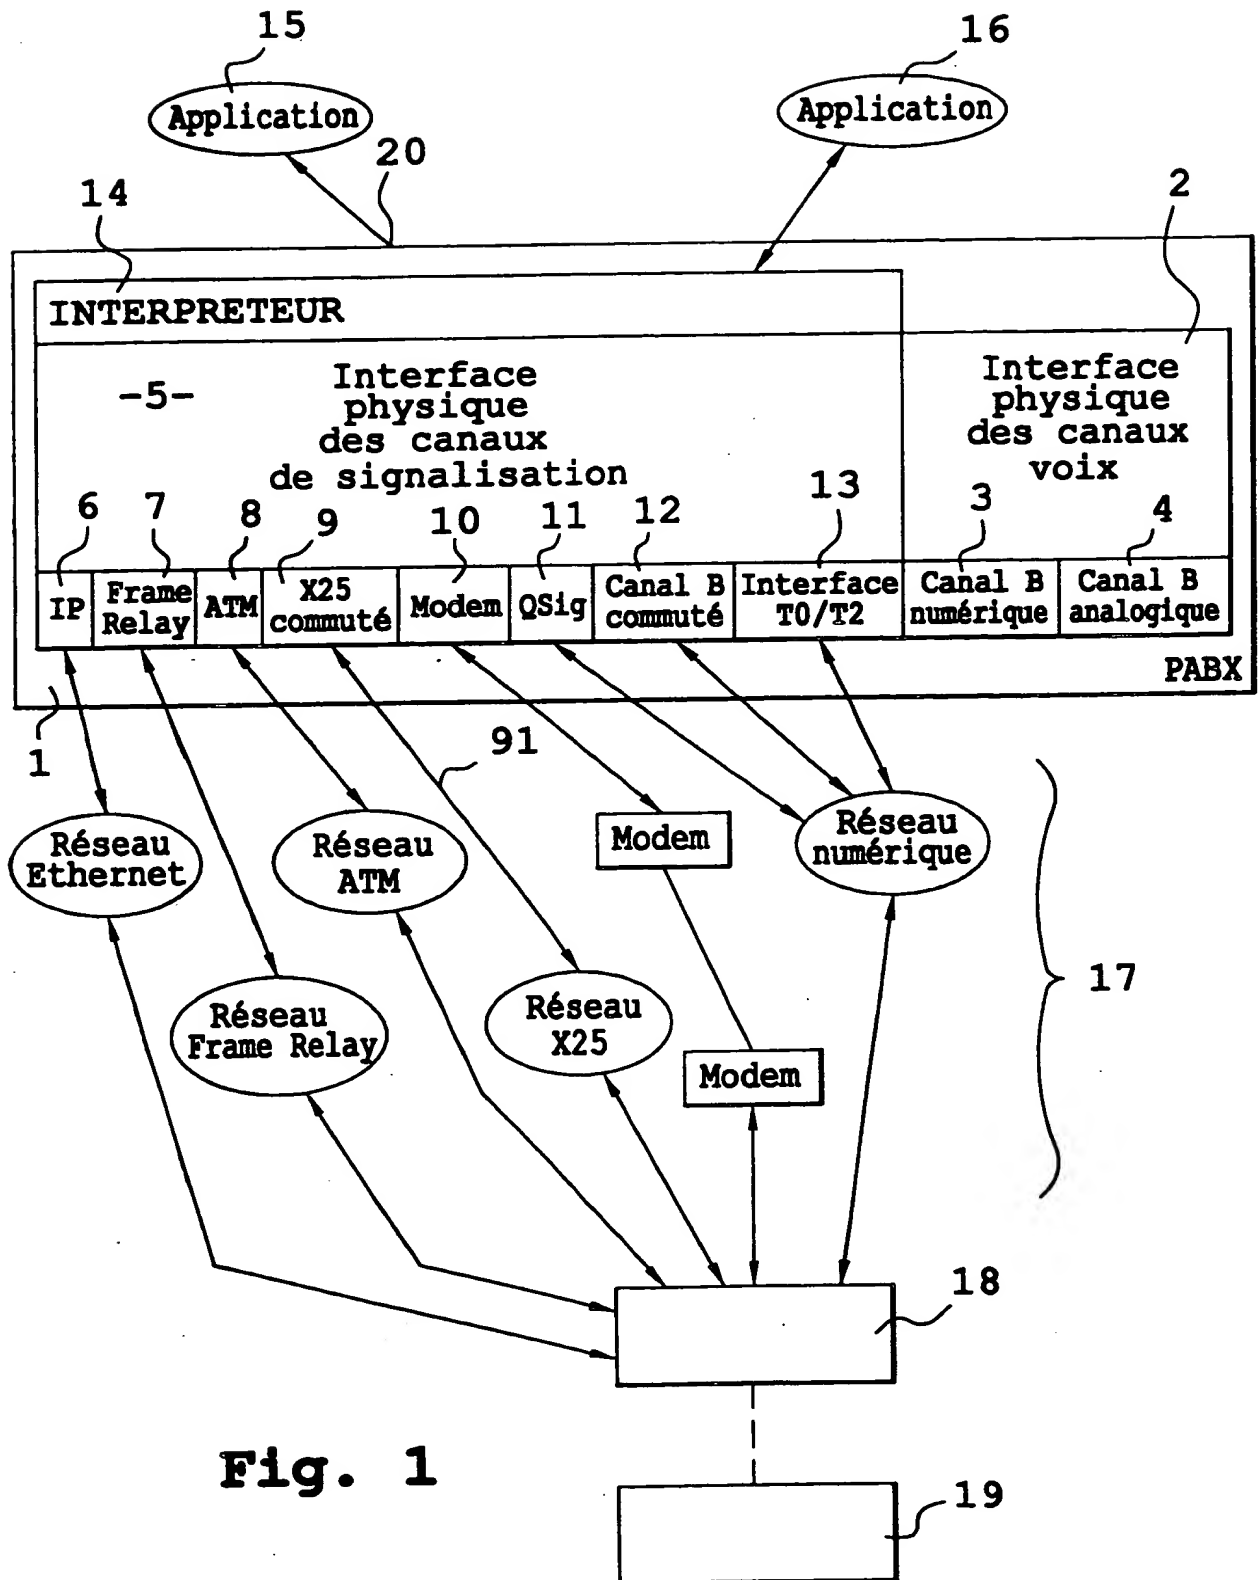 15
16
Application
Application
20
14
2
INTERPRETEUR
-5-
Interface
physique
des canaux
de signalisation
Interface
physique
des canaux
voix
6
7
8
9
10
11
12
13
3
4
IP
Frame
Relay
ATM
X25
commuté
Modem
QSig
Canal B
commuté
Interface
T0/T2
Canal B
numérique
Canal B
analogique
PABX
1
91
Réseau
Ethernet
Réseau
ATM
Modem
Réseau
numérique
17
Réseau
Frame Relay
Réseau
X25
Modem
18
Fig. 1
19